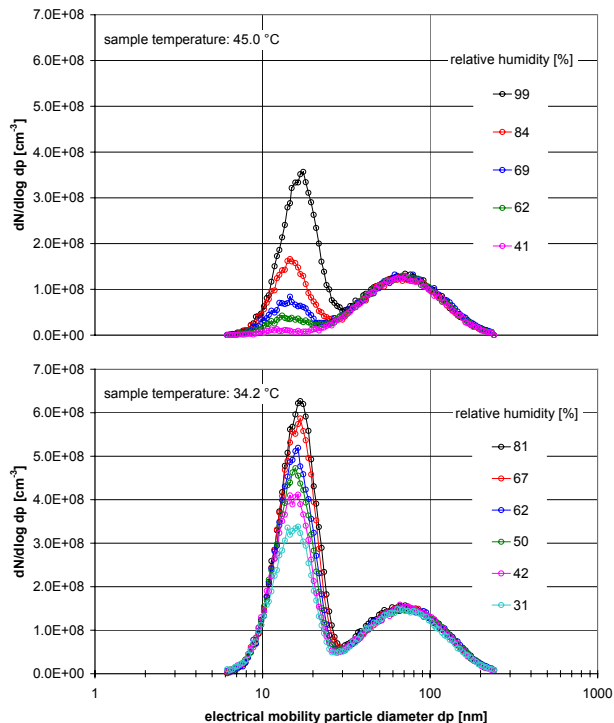 7.0E+08
sample temperature: 45.0 °C
6.0E+08
relative humidity [%]
5.0E+08
99
4.0E+08
84
3.0E+08
69
2.0E+08
62
1.0E+08
41
0.0E+00
dN/dlog dp [cm-3]
7.0E+08
sample temperature: 34.2 °C
6.0E+08
relative humidity [%]
5.0E+08
81
4.0E+08
67
3.0E+08
62
2.0E+08
50
1.0E+08
42
0.0E+00
31
dN/dlog dp [cm-3]
1 10 100 1000
electrical mobility particle diameter dp [nm]